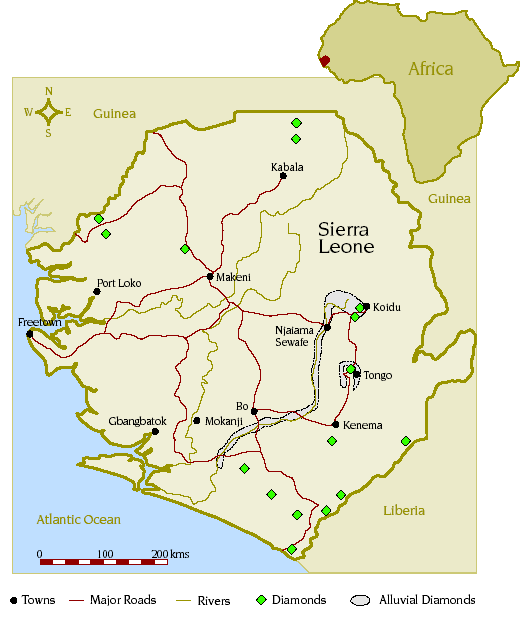 Africa
N
W E
S
Guinea
Kabala
Guinea
Sierra
Leone
Makeni
Port Loko
Koidu
Freetown
Njaiama
Sewafe
Tongo
Bo
Gbangbatok
Mokanji
Kenema
Atlantic Ocean
Liberia
0 100 200 kms
Towns Major Roads Rivers Diamonds Alluvial Diamonds